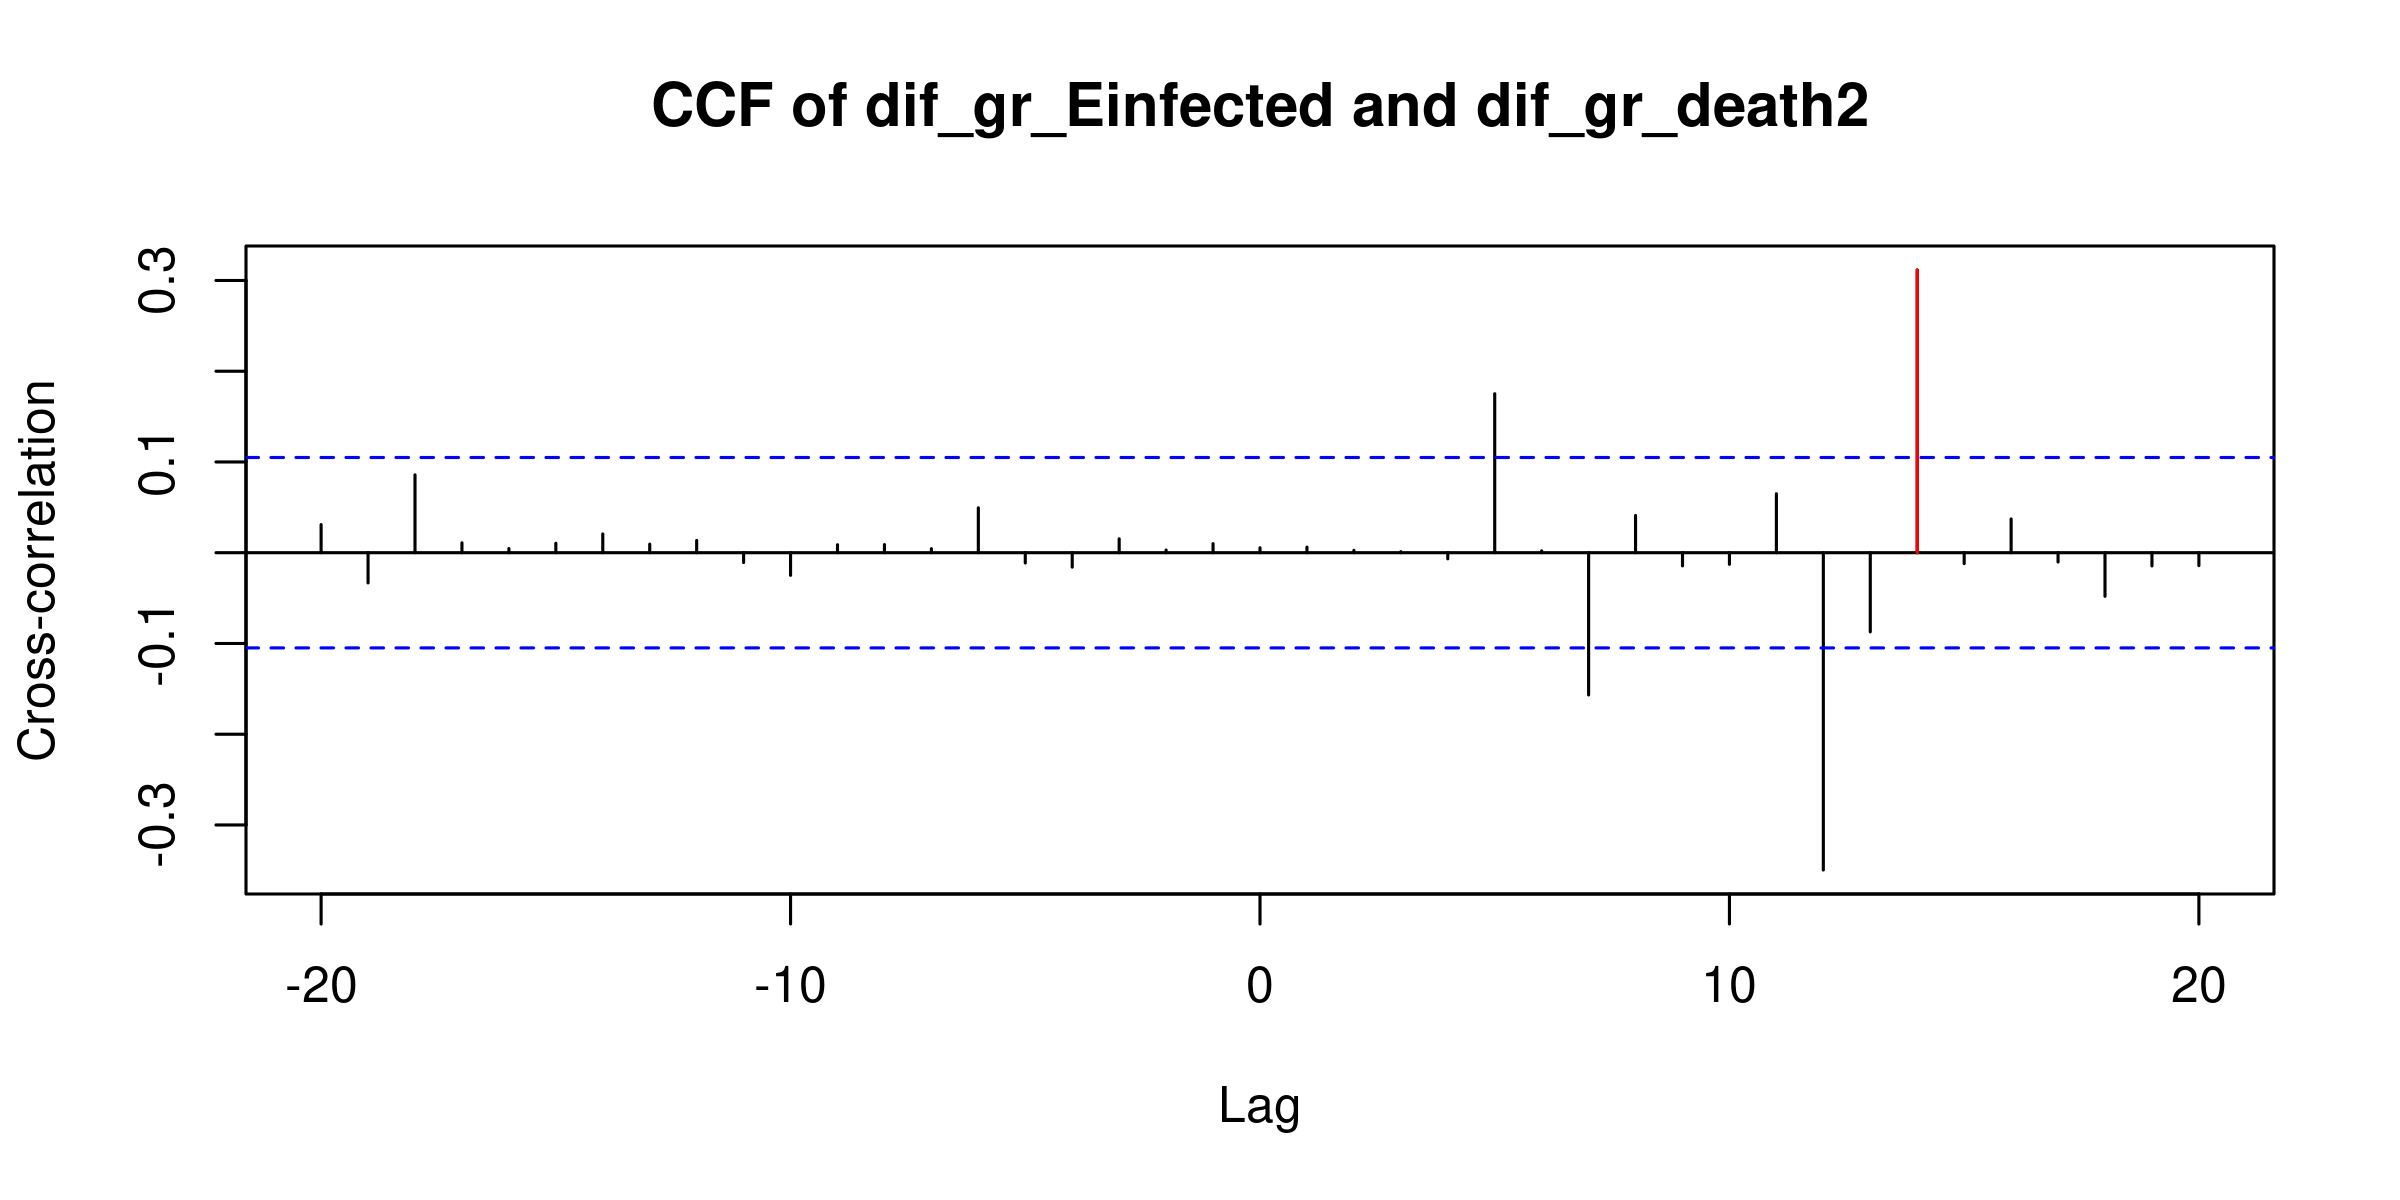 CCF of dif_gr_Einfected and dif_gr_death2
Cross-correlation
0.3
0.1
-0.1
-0.3
-20 -10 0 10 20
Lag